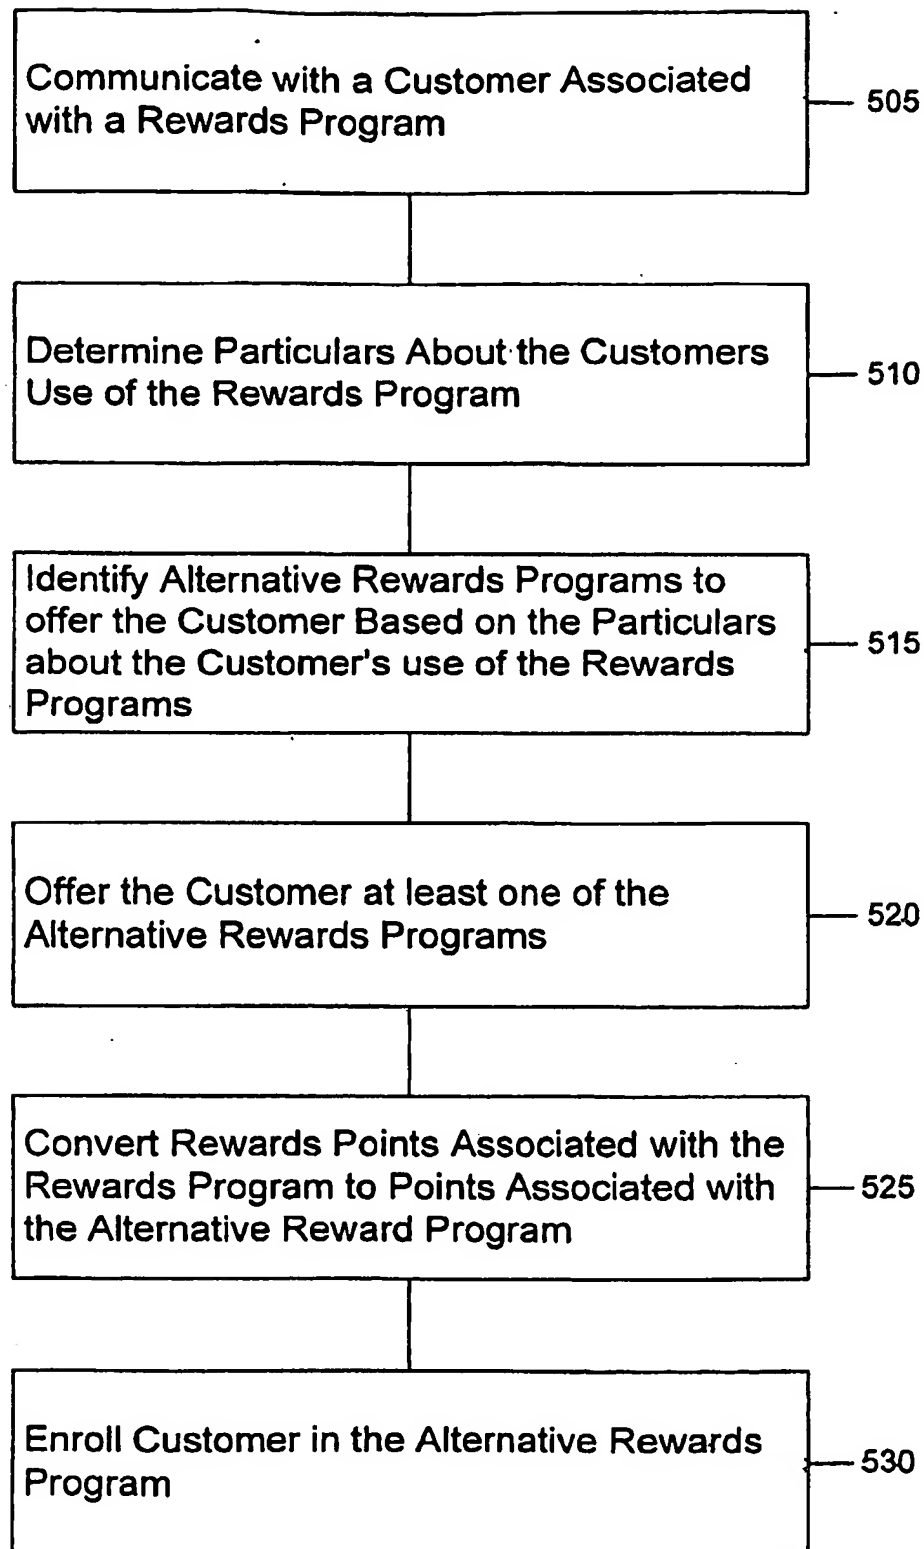 Communicate with a Customer Associated
with a Rewards Program
505
Determine Particulars About the Customers
Use of the Rewards Program
510
Identify Alternative Rewards Programs to
offer the Customer Based on the Particulars
about the Customer's use of the Rewards
Programs
515
Offer the Customer at least one of the
Alternative Rewards Programs
520
Convert Rewards Points Associated with the
Rewards Program to Points Associated with
the Alternative Reward Program
525
Enroll Customer in the Alternative Rewards
Program
530